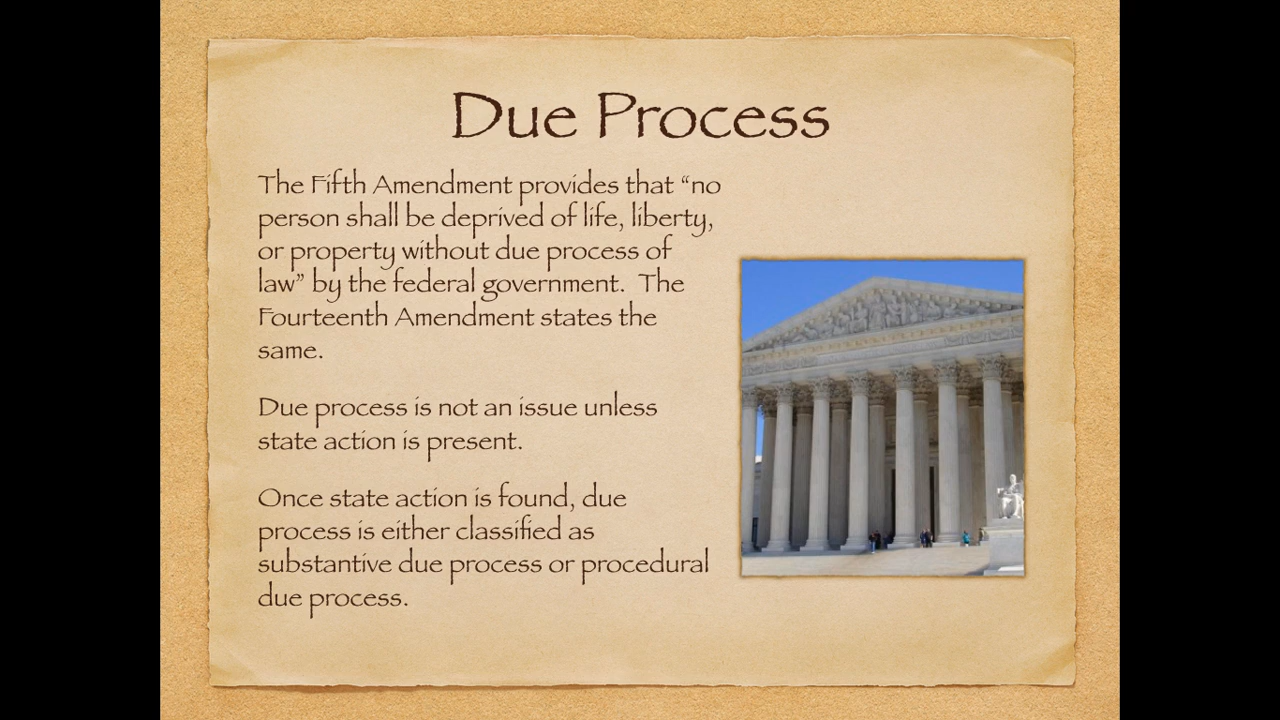 Due Process
The Fifth Amendment provides that “no
person shall be deprived of life, liberty,
or property without due process of
law” by the federal government.  The
Fourteenth Amendment states the
same.
Due process is not an issue unless
state action is present.
Once state action is found, due
process is either classified as
substantive due process or procedural
due process.